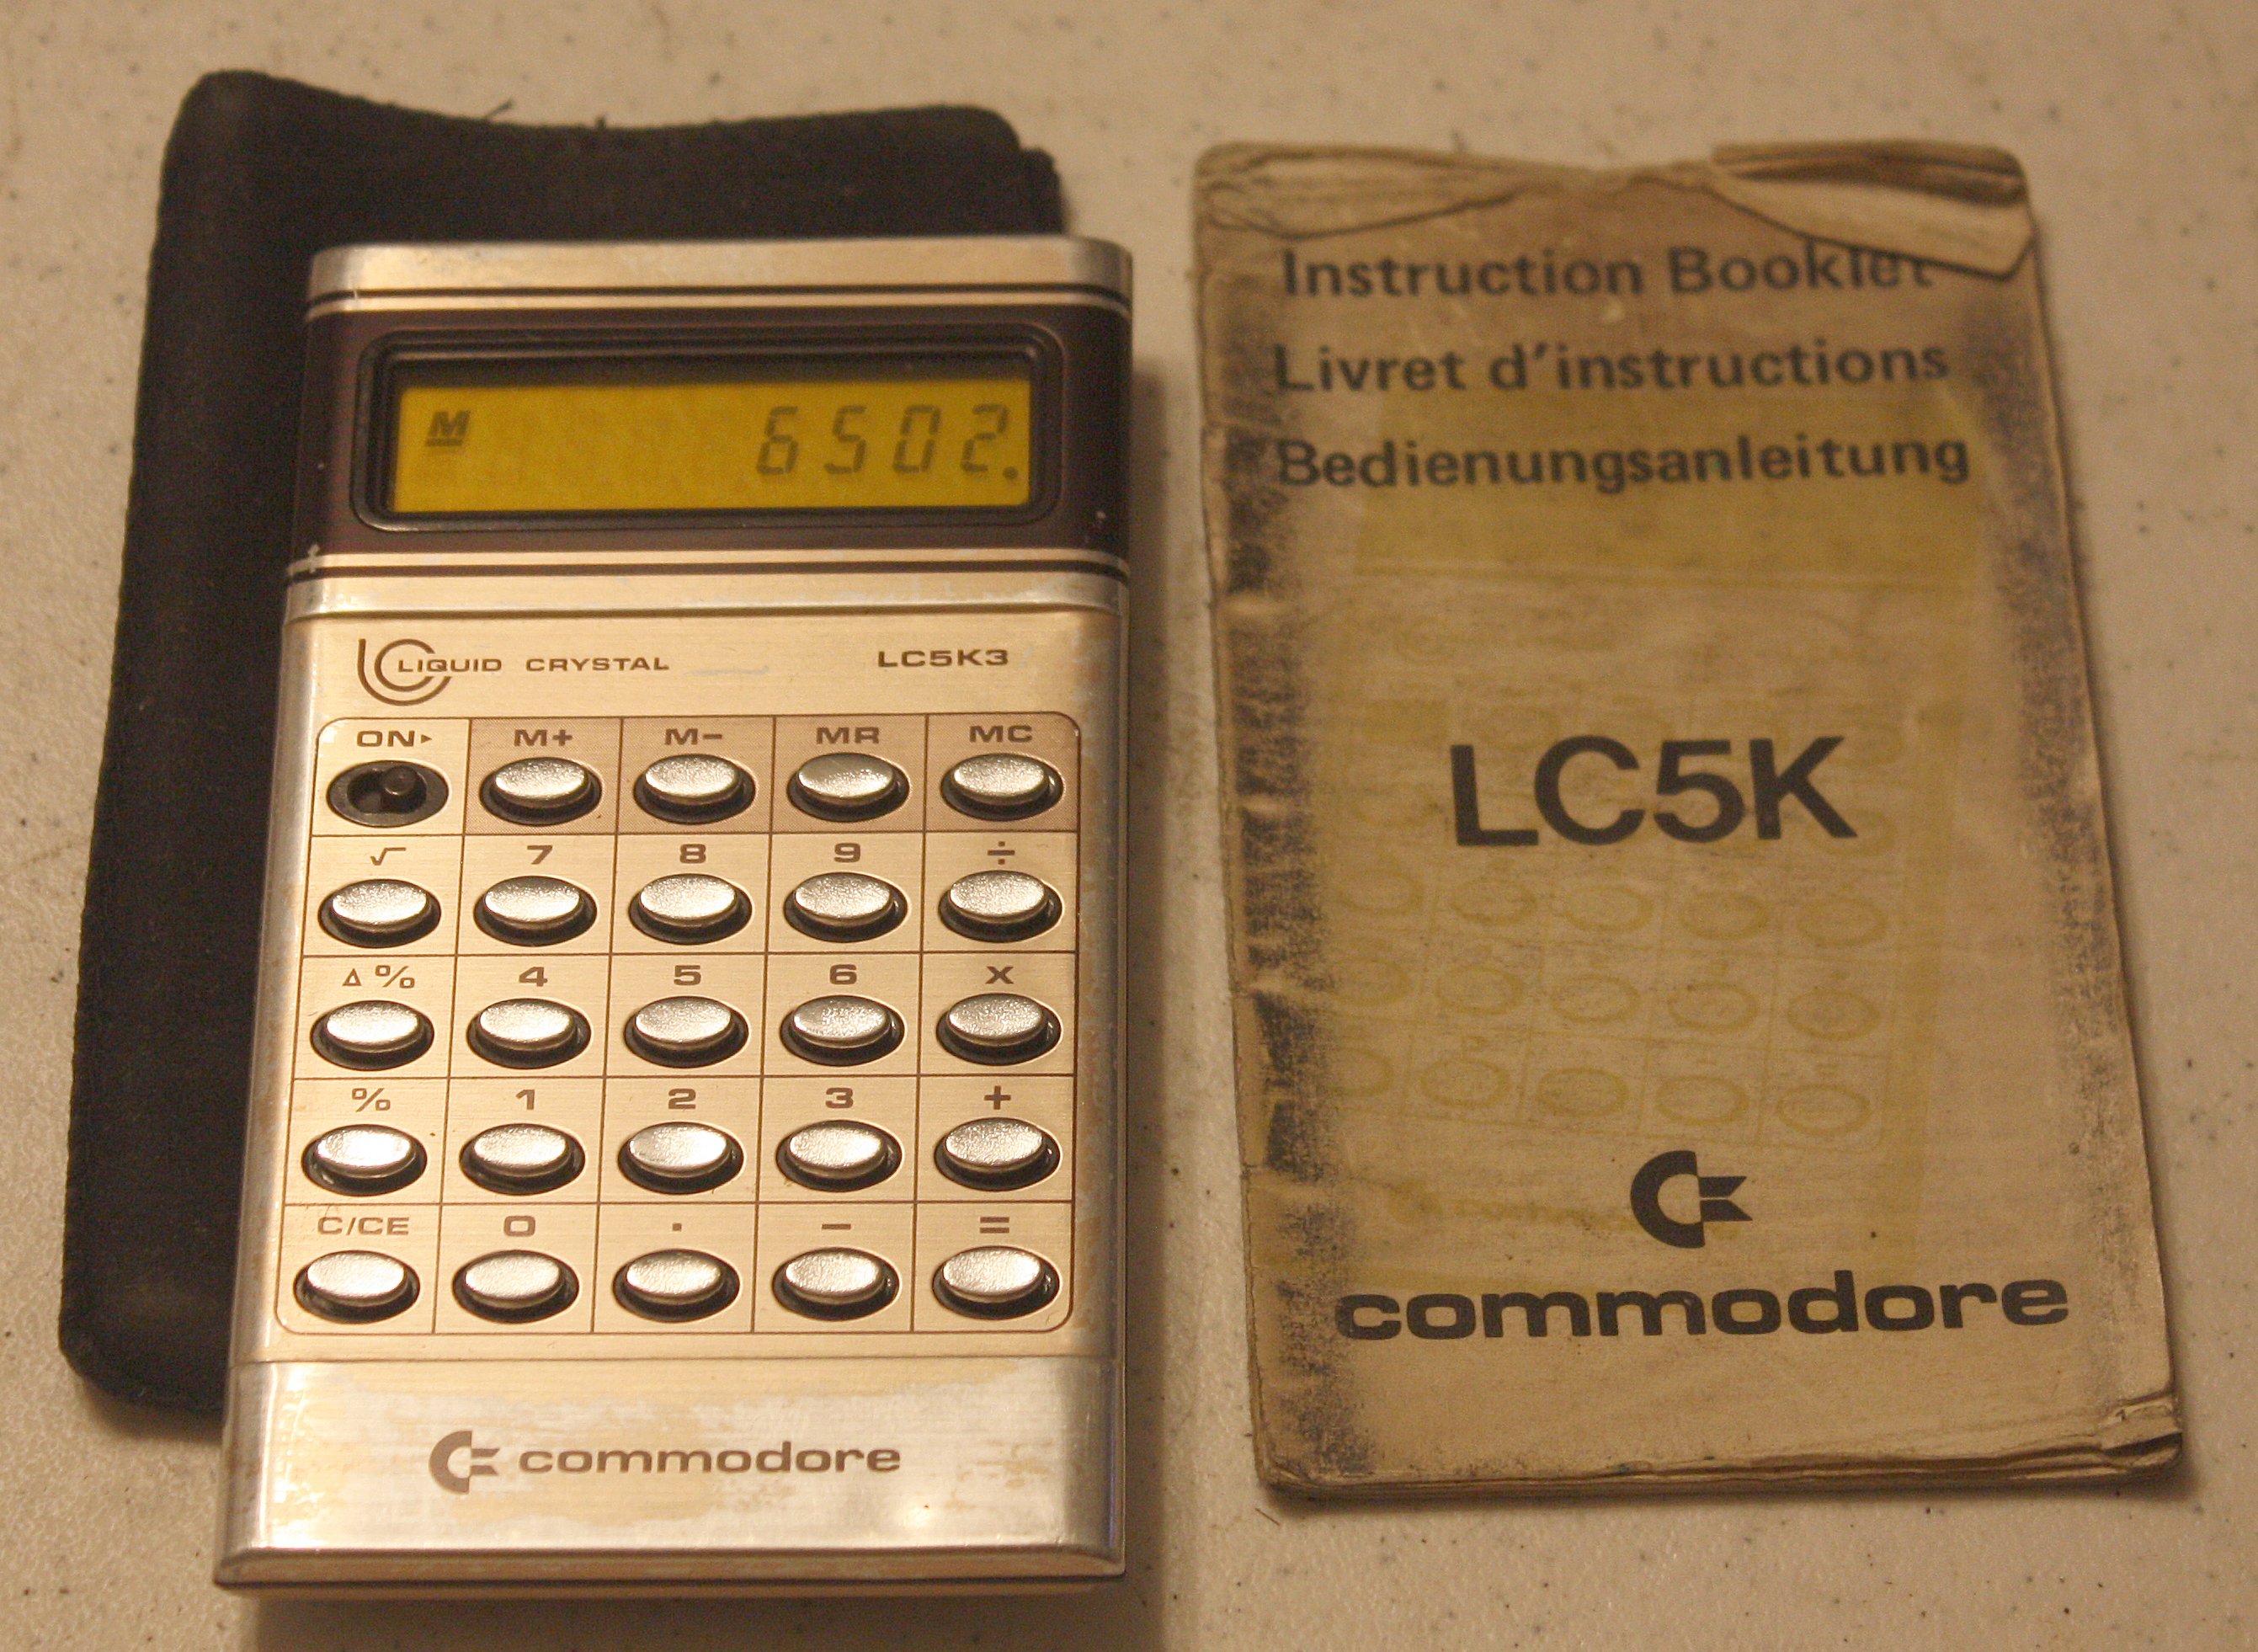 M 6502.
LIQUID CRYSTAL LC5K3
ON▸ M+ M− MR MC
√ 7 8 9 ÷
Δ % 4 5 6 X
% 1 2 3 +
C/CE 0 . − =
commodore
Instruction Booklet
Livret d'instructions
Bedienungsanleitung
LC5K
commodore